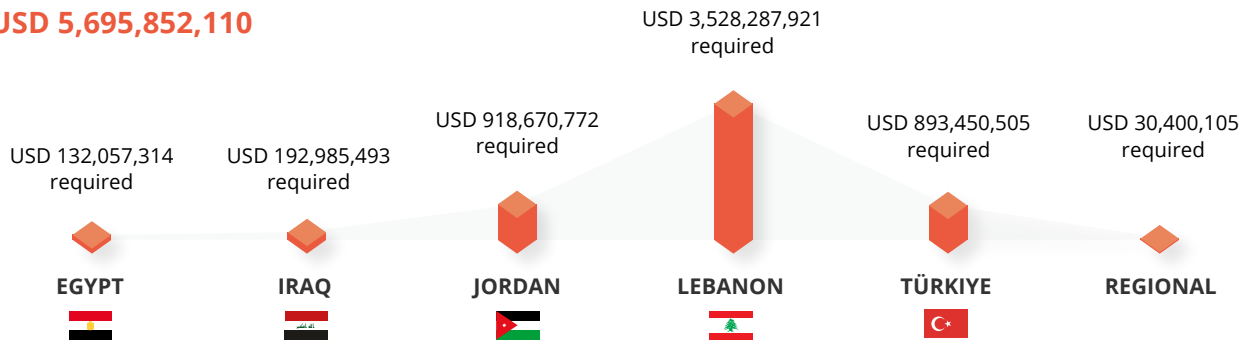 USD 5,695,852,110
USD 3,528,287,921
required
USD 918,670,772
required
USD 893,450,505
required
USD 30,400,105
required
USD 132,057,314
required
USD 192,985,493
required
EGYPT
IRAQ
JORDAN
LEBANON
TÜRKIYE
REGIONAL